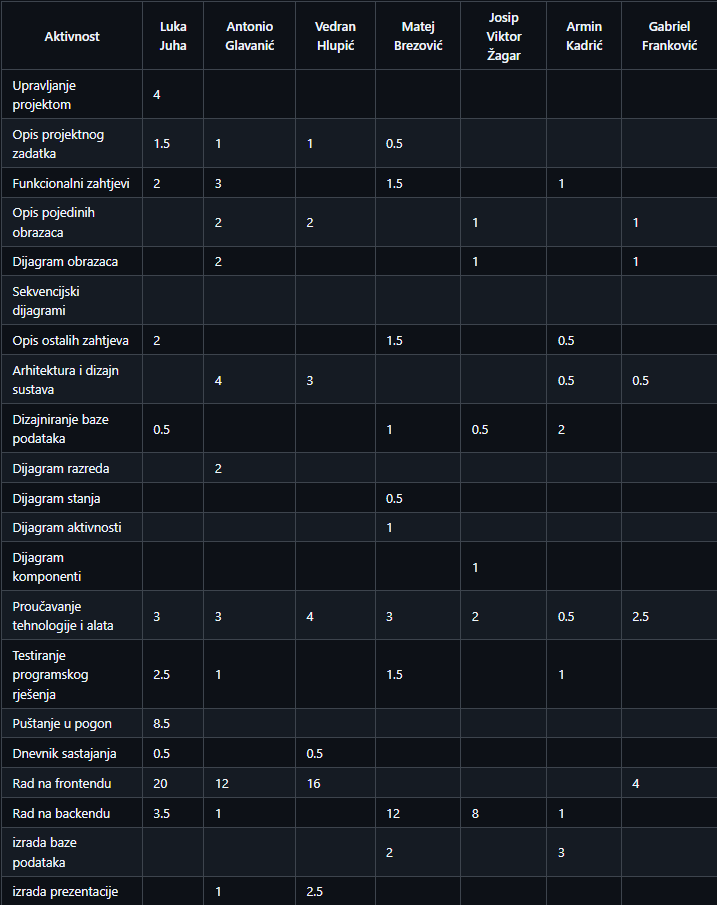 Aktivnost Luka Juha Antonio Glavanić Vedran Hlupić Matej Brezović Josip Viktor Žagar Armin Kadrić Gabriel Franković
Upravljanje projektom 4
Opis projektnog zadatka 1.5 1 1 0.5
Funkcionalni zahtjevi 2 3 1.5 1
Opis pojedinih obrazaca 2 2 1 1
Dijagram obrazaca 2 1 1
Sekvencijski dijagrami
Opis ostalih zahtjeva 2 1.5 0.5
Arhitektura i dizajn sustava 4 3 0.5 0.5
Dizajniranje baze podataka 0.5 1 0.5 2
Dijagram razreda 2
Dijagram stanja 0.5
Dijagram aktivnosti 1
Dijagram komponenti 1
Proučavanje tehnologije i alata 3 3 4 3 2 0.5 2.5
Testiranje programskog rješenja 2.5 1 1.5 1
Puštanje u pogon 8.5
Dnevnik sastajanja 0.5 0.5
Rad na frontendu 20 12 16 4
Rad na backendu 3.5 1 12 8 1
izrada baze podataka 2 3
izrada prezentacije 1 2.5